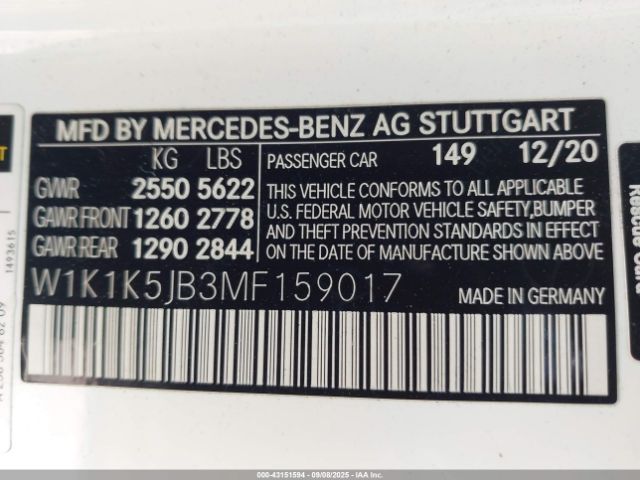 MFD BY MERCEDES-BENZ AG STUTTGART
KG LBS
GVWR 2550 5622
GAWR FRONT 1260 2778
GAWR REAR 1290 2844
PASSENGER CAR 149 12/20
THIS VEHICLE CONFORMS TO ALL APPLICABLE
U.S. FEDERAL MOTOR VEHICLE SAFETY,BUMPER
AND THEFT PREVENTION STANDARDS IN EFFECT
ON THE DATE OF MANUFACTURE SHOWN ABOVE.
W1K1K5JB3MF159017
MADE IN GERMANY
1493615
000-43151594 - 09/08/2025 - IAAI.COM